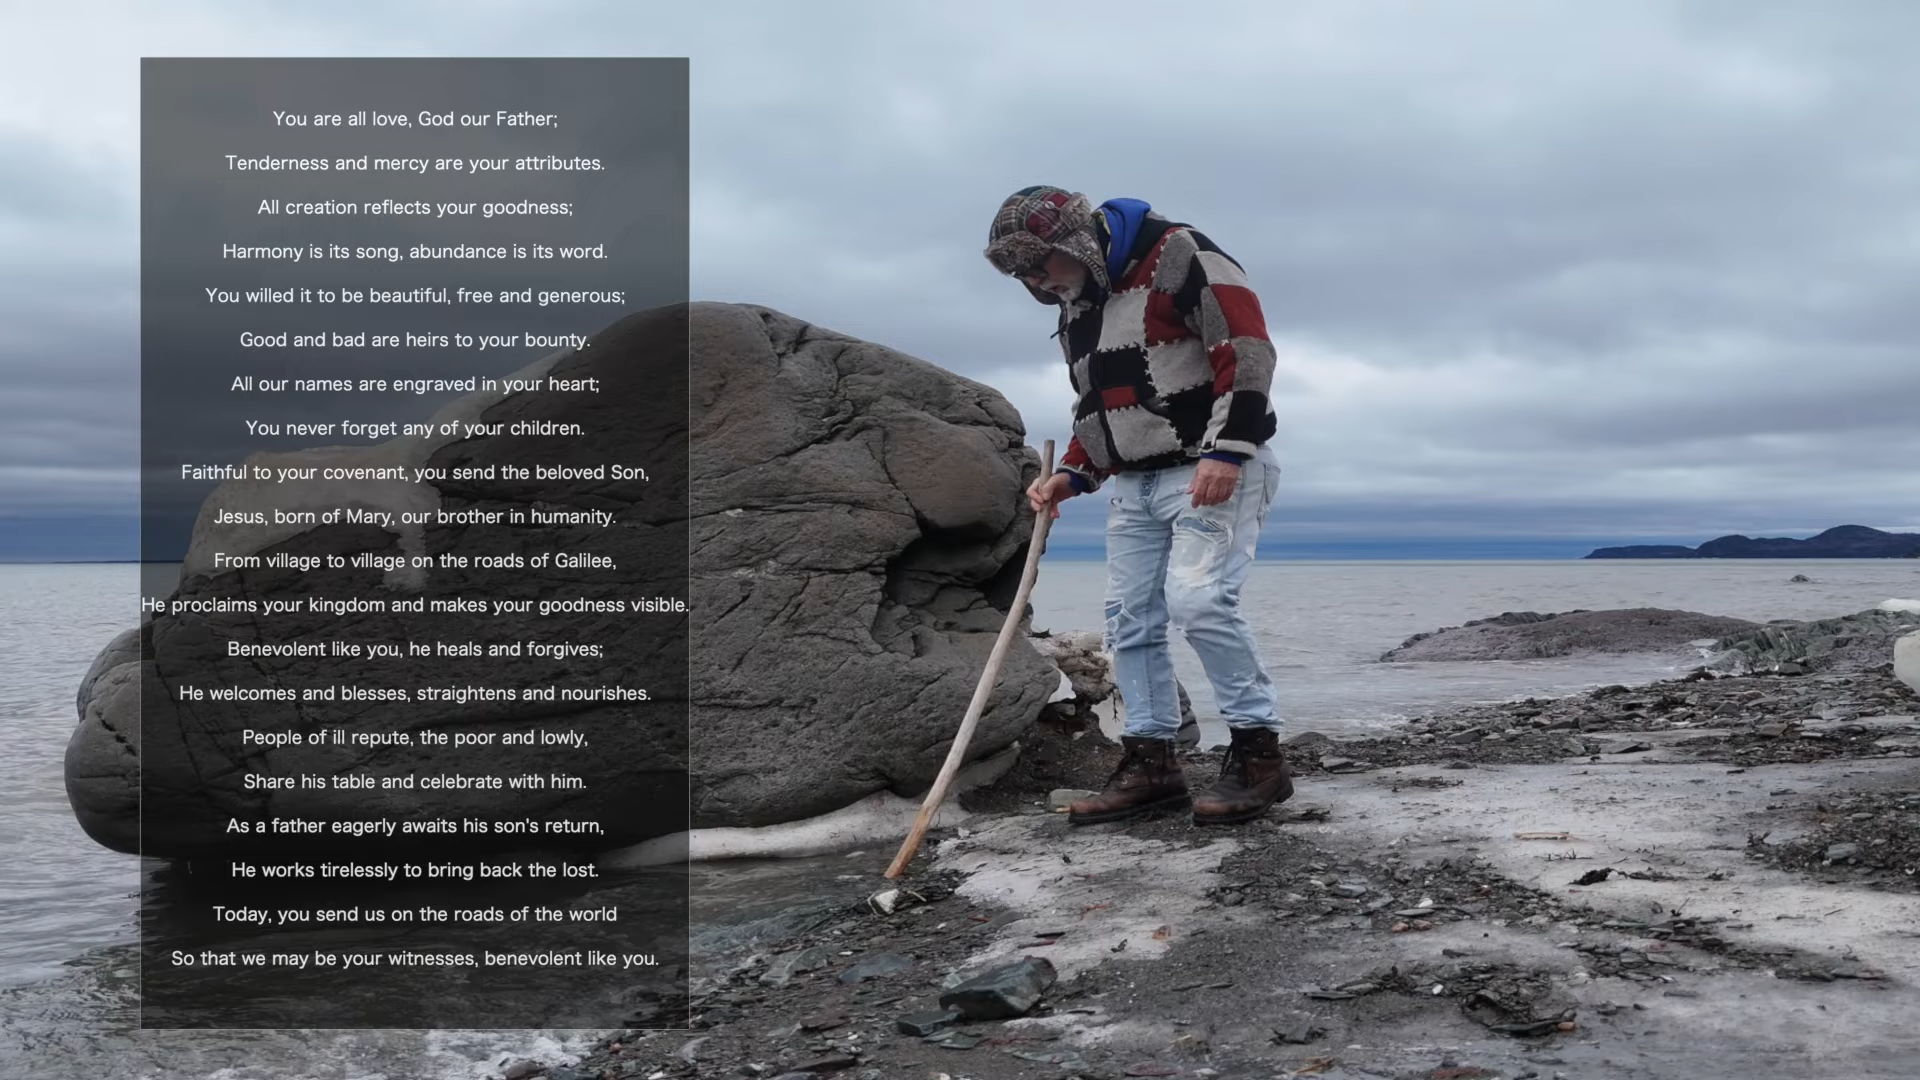 You are all love, God our Father;
Tenderness and mercy are your attributes.
All creation reflects your goodness;
Harmony is its song, abundance is its word.
You willed it to be beautiful, free and generous;
Good and bad are heirs to your bounty.
All our names are engraved in your heart;
You never forget any of your children.
Faithful to your covenant, you send the beloved Son,
Jesus, born of Mary, our brother in humanity.
From village to village on the roads of Galilee,
He proclaims your kingdom and makes your goodness visible.
Benevolent like you, he heals and forgives;
He welcomes and blesses, straightens and nourishes.
People of ill repute, the poor and lowly,
Share his table and celebrate with him.
As a father eagerly awaits his son's return,
He works tirelessly to bring back the lost.
Today, you send us on the roads of the world
So that we may be your witnesses, benevolent like you.